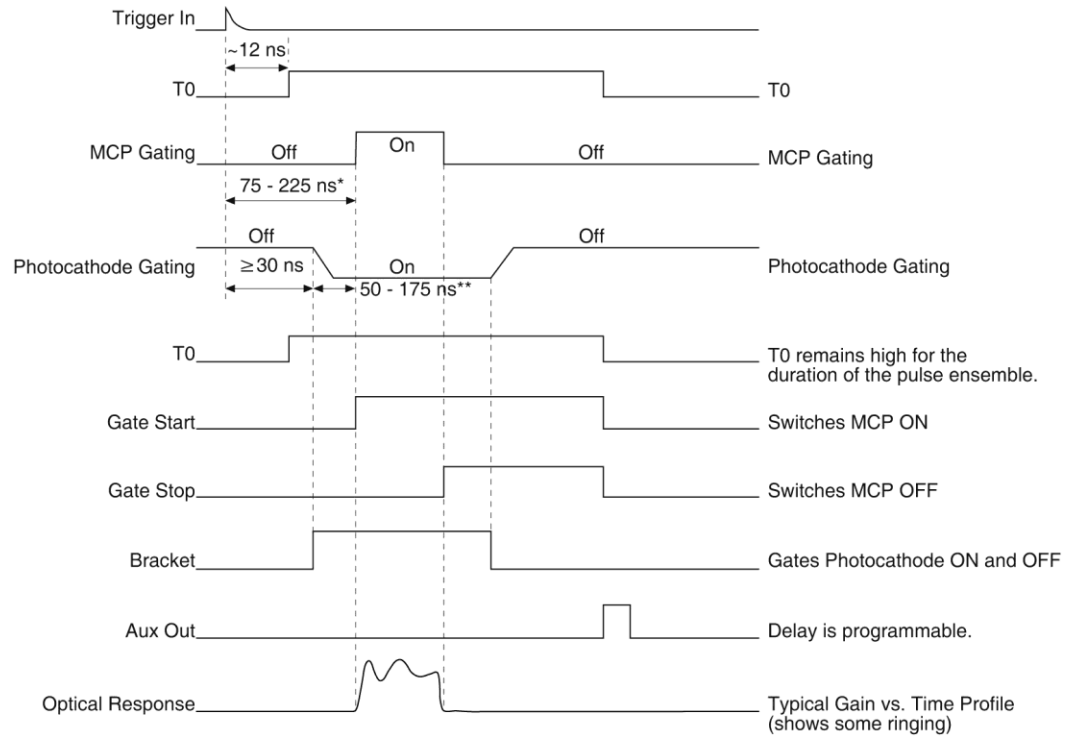 Trigger In
~12 ns
T0
T0
MCP Gating
Off
On
Off
MCP Gating
75 - 225 ns*
Off
Off
Photocathode Gating
≥30 ns
On
Photocathode Gating
50 - 175 ns**
T0
T0 remains high for the
duration of the pulse ensemble.
Gate Start
Switches MCP ON
Gate Stop
Switches MCP OFF
Bracket
Gates Photocathode ON and OFF
Aux Out
Delay is programmable.
Optical Response
Typical Gain vs. Time Profile
(shows some ringing)